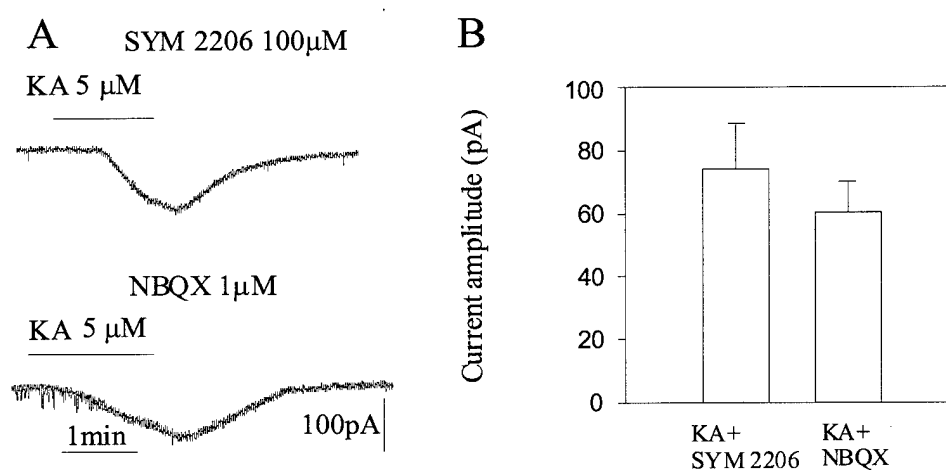 A
SYM 2206 100μM
KA 5 μM
NBQX 1μM
KA 5 μM
1min
100pA
B
Current amplitude (pA)
100
80
60
40
20
0
KA+
SYM 2206
KA+
NBQX